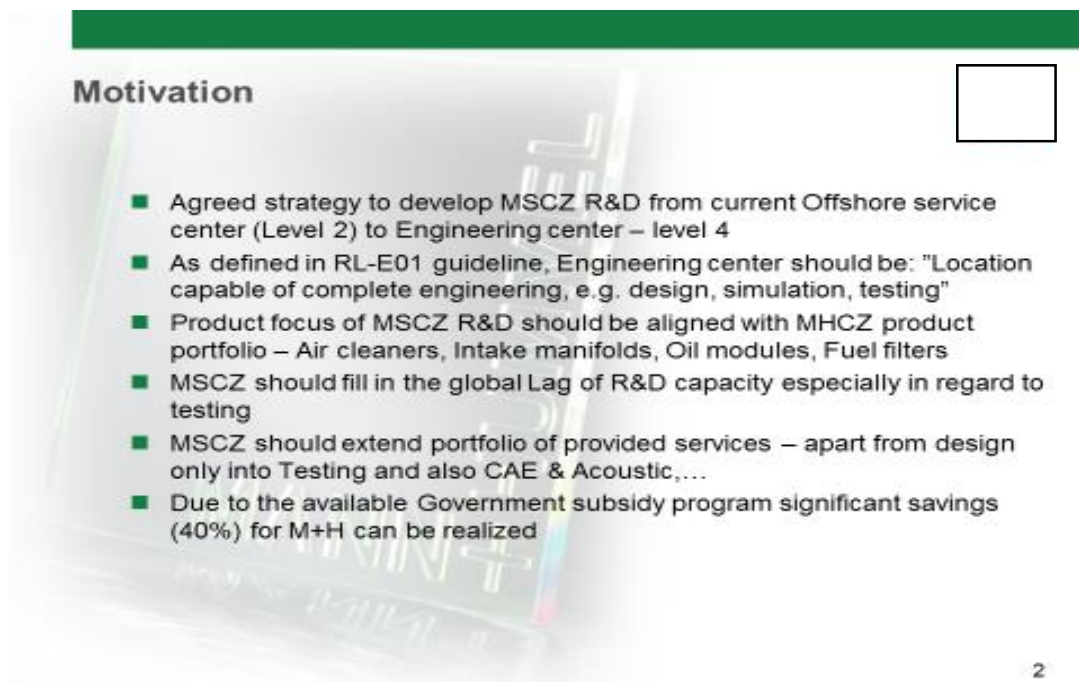 Motivation
■ Agreed strategy to develop MSCZ R&D from current Offshore service
center (Level 2) to Engineering center – level 4
■ As defined in RL-E01 guideline, Engineering center should be: ”Location
capable of complete engineering, e.g. design, simulation, testing”
■ Product focus of MSCZ R&D should be aligned with MHCZ product
portfolio – Air cleaners, Intake manifolds, Oil modules, Fuel filters
■ MSCZ should fill in the global Lag of R&D capacity especially in regard to
testing
■ MSCZ should extend portfolio of provided services – apart from design
only into Testing and also CAE & Acoustic,…
■ Due to the available Government subsidy program significant savings
(40%) for M+H can be realized
MANN+HUMMEL
2